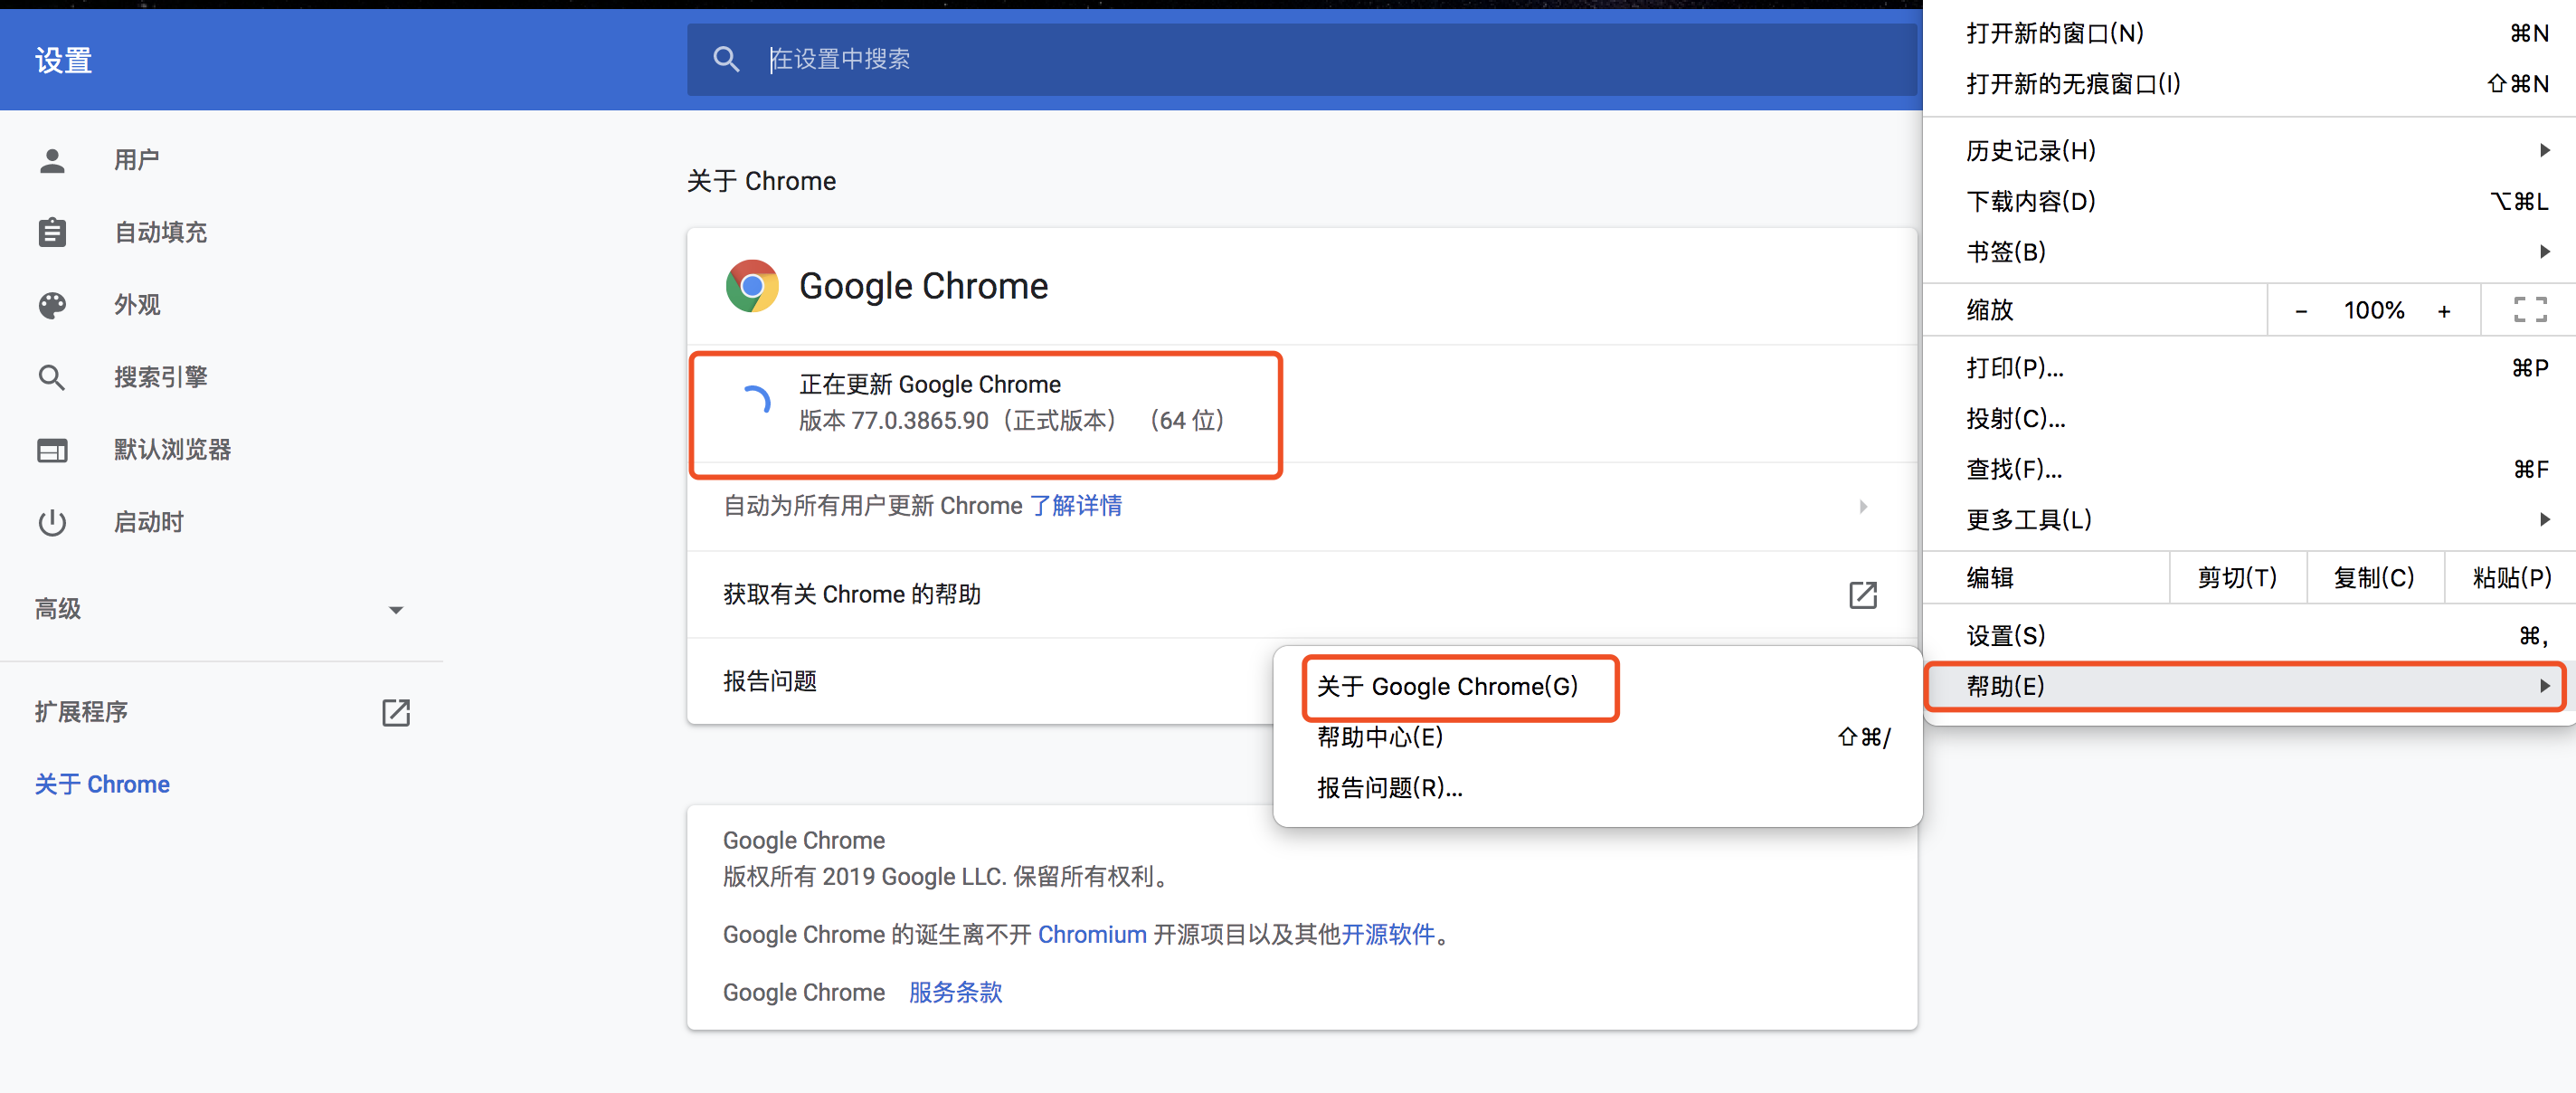 设置
在设置中搜索
用户
自动填充
外观
搜索引擎
默认浏览器
启动时
高级
扩展程序
关于 Chrome
关于 Chrome
Google Chrome
正在更新 Google Chrome
版本 77.0.3865.90（正式版本） （64 位）
自动为所有用户更新 Chrome 了解详情
获取有关 Chrome 的帮助
报告问题
Google Chrome
版权所有 2019 Google LLC. 保留所有权利。
Google Chrome 的诞生离不开 Chromium 开源项目以及其他开源软件。
Google Chrome 服务条款
关于 Google Chrome(G)
帮助中心(E) ⇧⌘/
报告问题(R)...
打开新的窗口(N) ⌘N
打开新的无痕窗口(I) ⇧⌘N
历史记录(H)
下载内容(D) ⌥⌘L
书签(B)
缩放 − 100% +
打印(P)... ⌘P
投射(C)...
查找(F)... ⌘F
更多工具(L)
编辑 剪切(T) 复制(C) 粘贴(P)
设置(S) ⌘,
帮助(E)